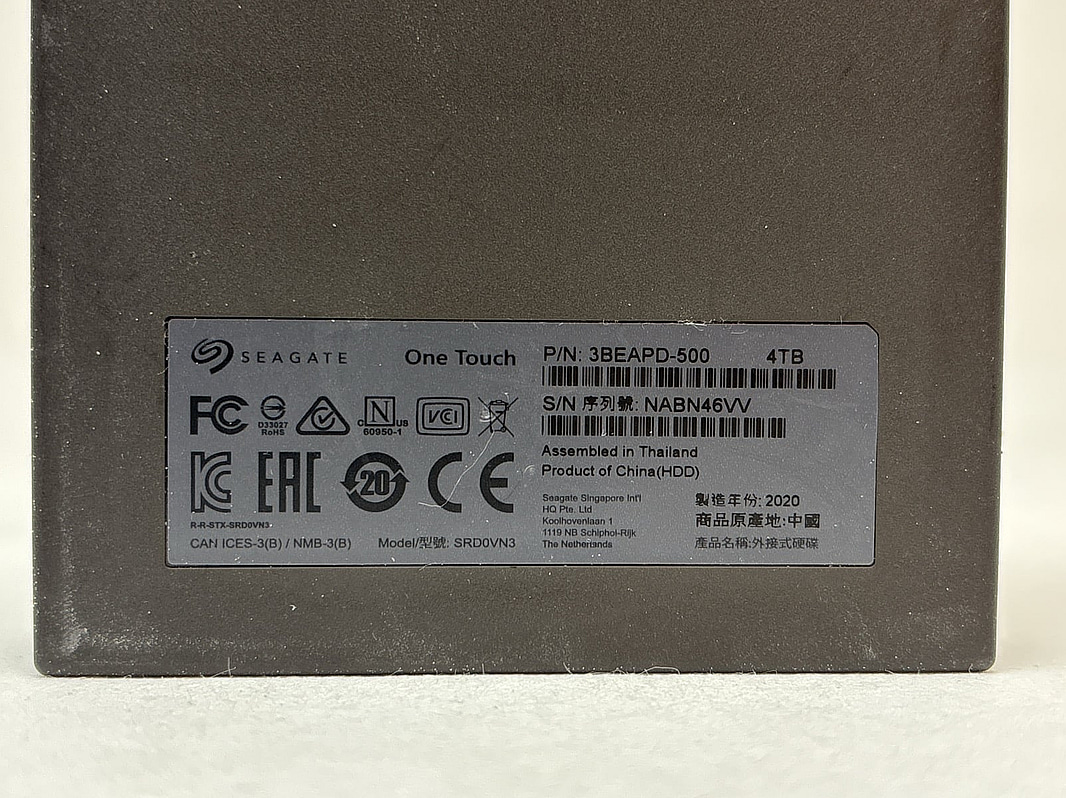 SEAGATE One Touch
P/N: 3BEAPD-500 4TB
S/N 序列號: NABN46VV
FC D33027 RoHS c N US 60950-1 VCI
Assembled in Thailand
Product of China(HDD)
KC EAC 20 CE
R-R-STX-SRD0VN3
CAN ICES-3(B) / NMB-3(B) Model/型號: SRD0VN3
Seagate Singapore Int'l
HQ Pte. Ltd
Koolhovenlaan 1
1119 NB Schiphol-Rijk
The Netherlands
製造年份: 2020
商品原產地:中國
產品名稱:外接式硬碟